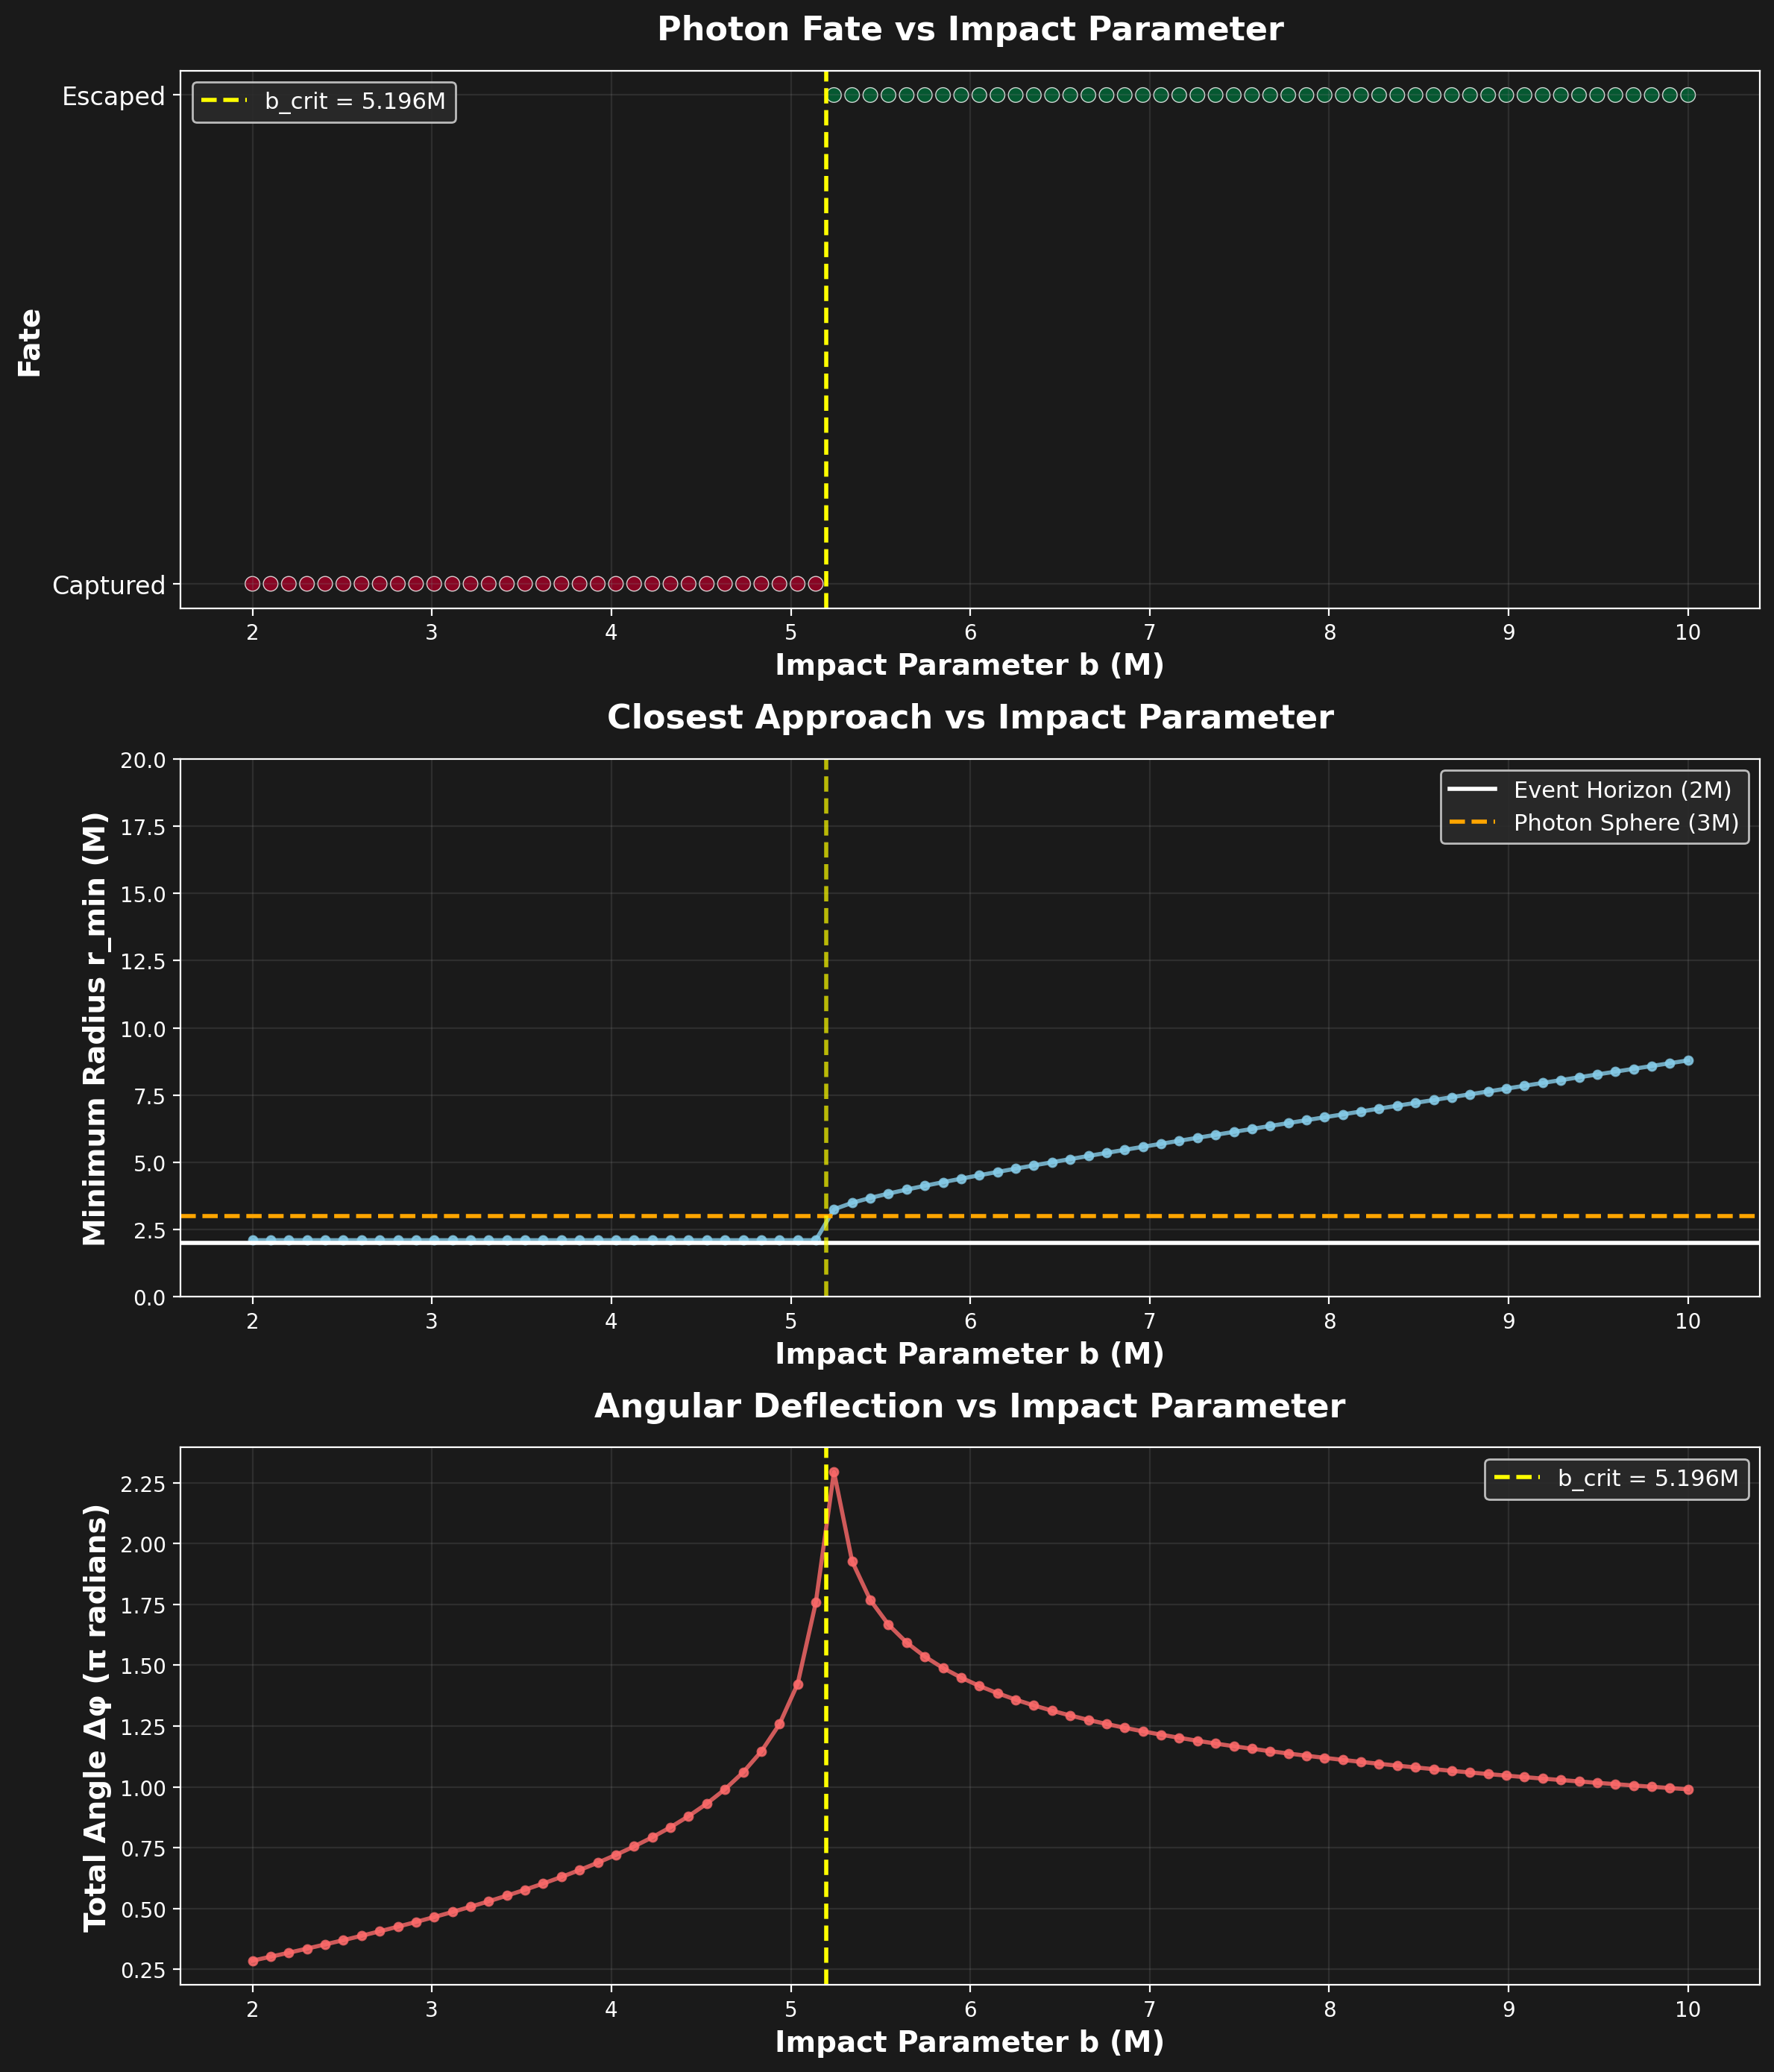 Photon Fate vs Impact Parameter
b_crit = 5.196M
Escaped
Captured
Fate
2 3 4 5 6 7 8 9 10
Impact Parameter b (M)
Closest Approach vs Impact Parameter
Event Horizon (2M)
Photon Sphere (3M)
20.0
17.5
15.0
12.5
10.0
7.5
5.0
2.5
0.0
Minimum Radius r_min (M)
2 3 4 5 6 7 8 9 10
Impact Parameter b (M)
Angular Deflection vs Impact Parameter
b_crit = 5.196M
2.25
2.00
1.75
1.50
1.25
1.00
0.75
0.50
0.25
Total Angle Δφ (π radians)
2 3 4 5 6 7 8 9 10
Impact Parameter b (M)